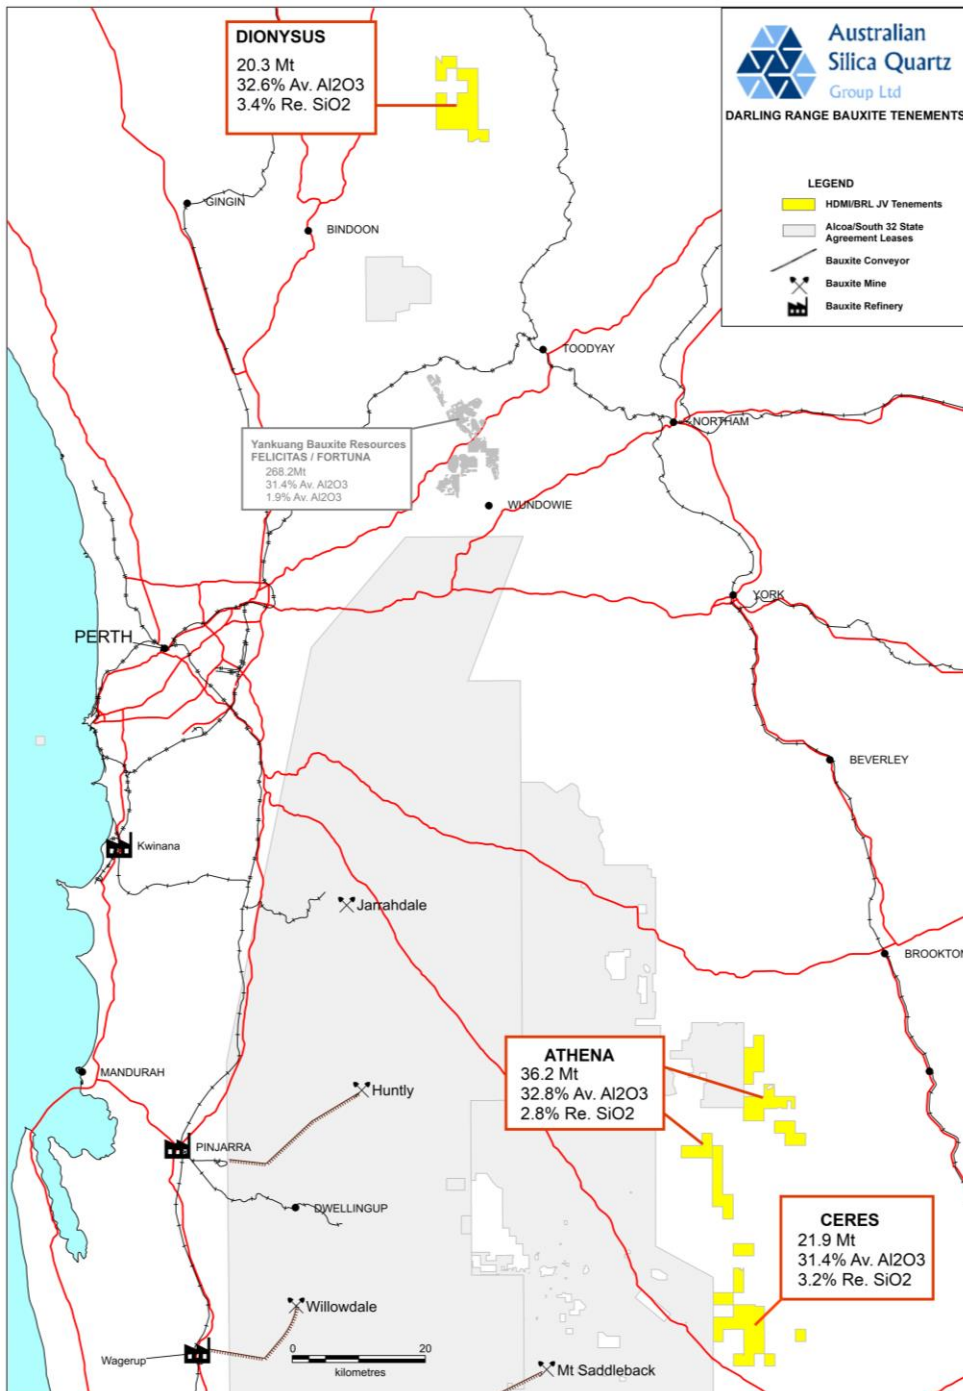 DIONYSUS
20.3 Mt
32.6% Av. Al2O3
3.4% Re. SiO2
Australian
Silica Quartz
Group Ltd
DARLING RANGE BAUXITE TENEMENTS
LEGEND
HDMI/BRL JV Tenements
Alcoa/South 32 State
Agreement Leases
Bauxite Conveyor
Bauxite Mine
Bauxite Refinery
GINGIN
BINDOON
TOODYAY
NORTHAM
Yankuang Bauxite Resources
FELICITAS / FORTUNA
268.2Mt
31.4% Av. Al2O3
1.9% Av. Al2O3
WUNDOWIE
YORK
PERTH
BEVERLEY
Kwinana
Jarrahdale
BROOKTON
ATHENA
36.2 Mt
32.8% Av. Al2O3
2.8% Re. SiO2
MANDURAH
Huntly
PINJARRA
DWELLINGUP
CERES
21.9 Mt
31.4% Av. Al2O3
3.2% Re. SiO2
Willowdale
Wagerup
0 20
kilometres
Mt Saddleback